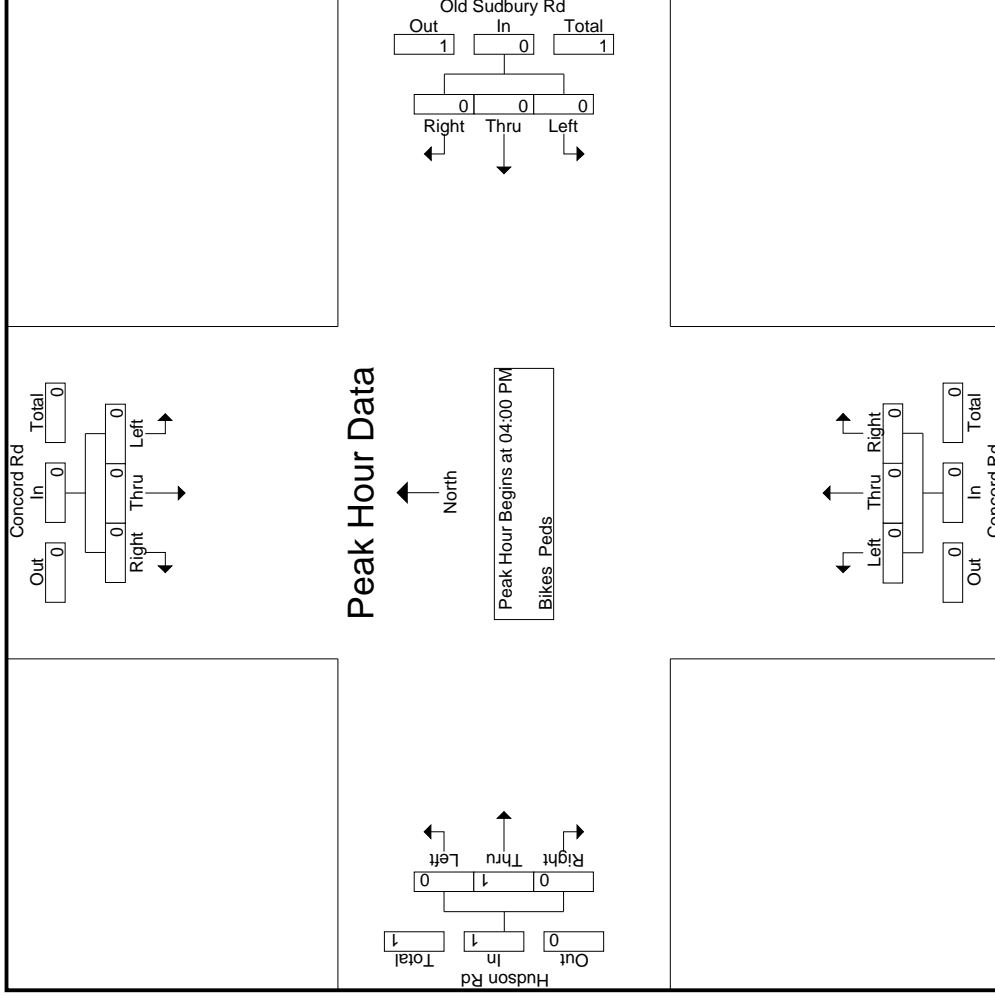 Old Sudbury Rd
Out In Total
1 0 1
0 0 0
Right Thru Left
Concord Rd
Out In Total
0 0 0
0 0 0
Right Thru Left
Peak Hour Data
North
Peak Hour Begins at 04:00 PM
Bikes Peds
Left Thru Right
0 0 0
0 0 0
Out In Total
Concord Rd
Left Thru Right
0 1 0
1 1 0
Total In Out
Hudson Rd